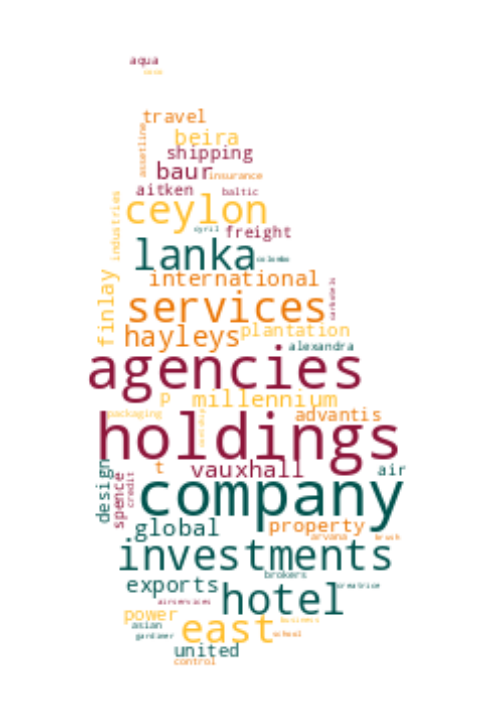 aqua
travel
beira
assetline
shipping
baur
insurance
aitken
baltic
industries
ceylon
cyril
freight
lanka
colombo
international
finlay
services
hayleys
plantation
alexandra
agencies
p
millennium
packaging
advantis
holdings
t
vauxhall
air
design
spence
credit
company
global
property
arvana
brush
investments
brokers
exports
creatrice
hotel
airservices
power
business
asian
east
gardiner
school
united
control